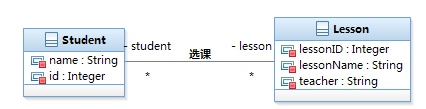 Student
name : String
id : Integer
- student
选课
- lesson
*
*
Lesson
lessonID : Integer
lessonName : String
teacher : String